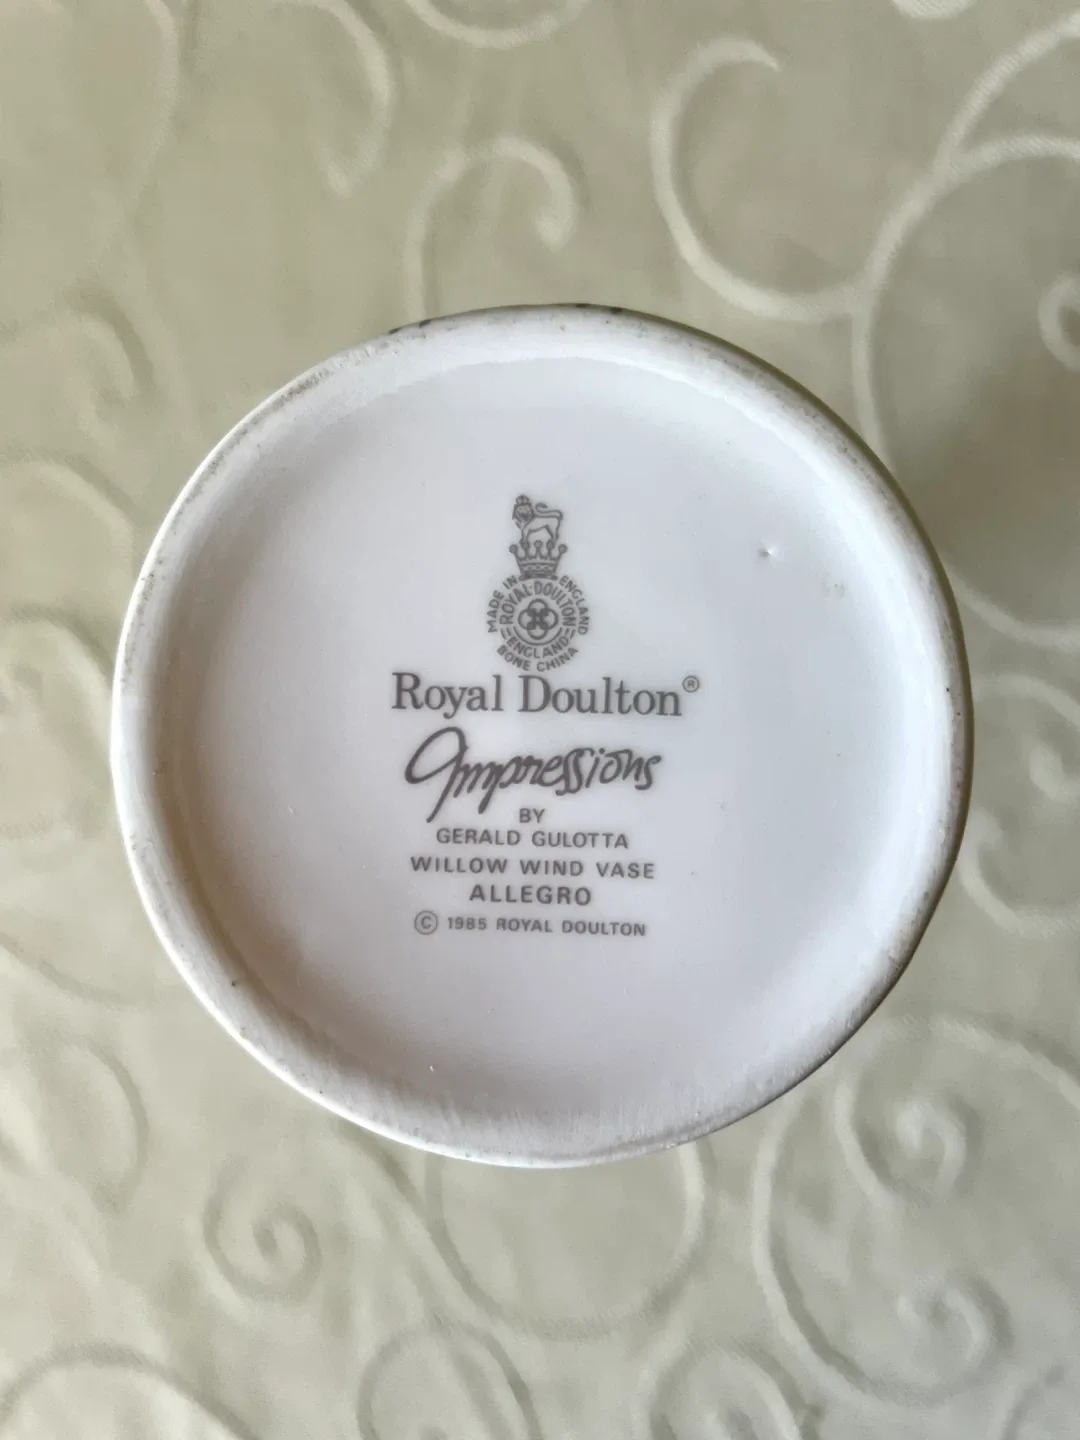 MADE IN ENGLAND
ROYAL·DOULTON
ENGLAND
BONE CHINA
Royal Doulton®
Impressions
BY
GERALD GULOTTA
WILLOW WIND VASE
ALLEGRO
© 1985 ROYAL DOULTON